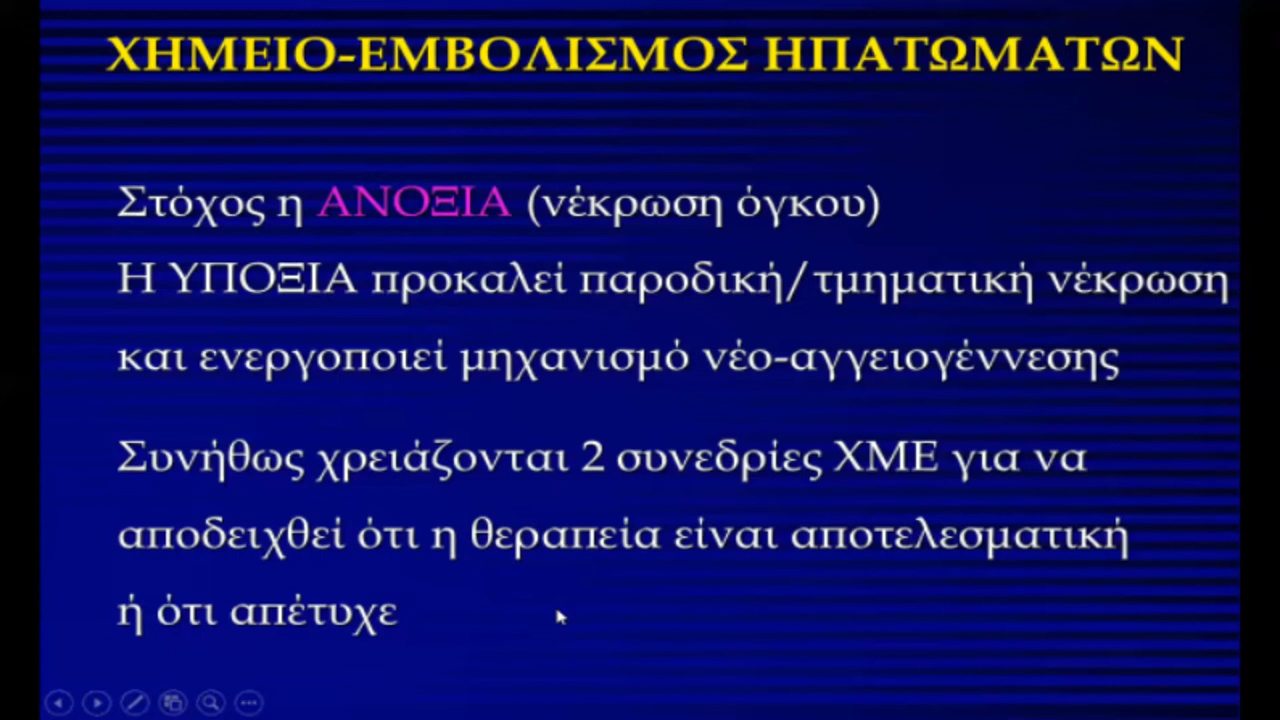 ΧΗΜΕΙΟ-ΕΜΒΟΛΙΣΜΟΣ ΗΠΑΤΩΜΑΤΩΝ
Στόχος η ΑΝΟΞΙΑ (νέκρωση όγκου)
Η ΥΠΟΞΙΑ προκαλεί παροδική/τμηματική νέκρωση
και ενεργοποιεί μηχανισμό νέο-αγγειογέννεσης
Συνήθως χρειάζονται 2 συνεδρίες ΧΜΕ για να
αποδειχθεί ότι η θεραπεία είναι αποτελεσματική
ή ότι απέτυχε